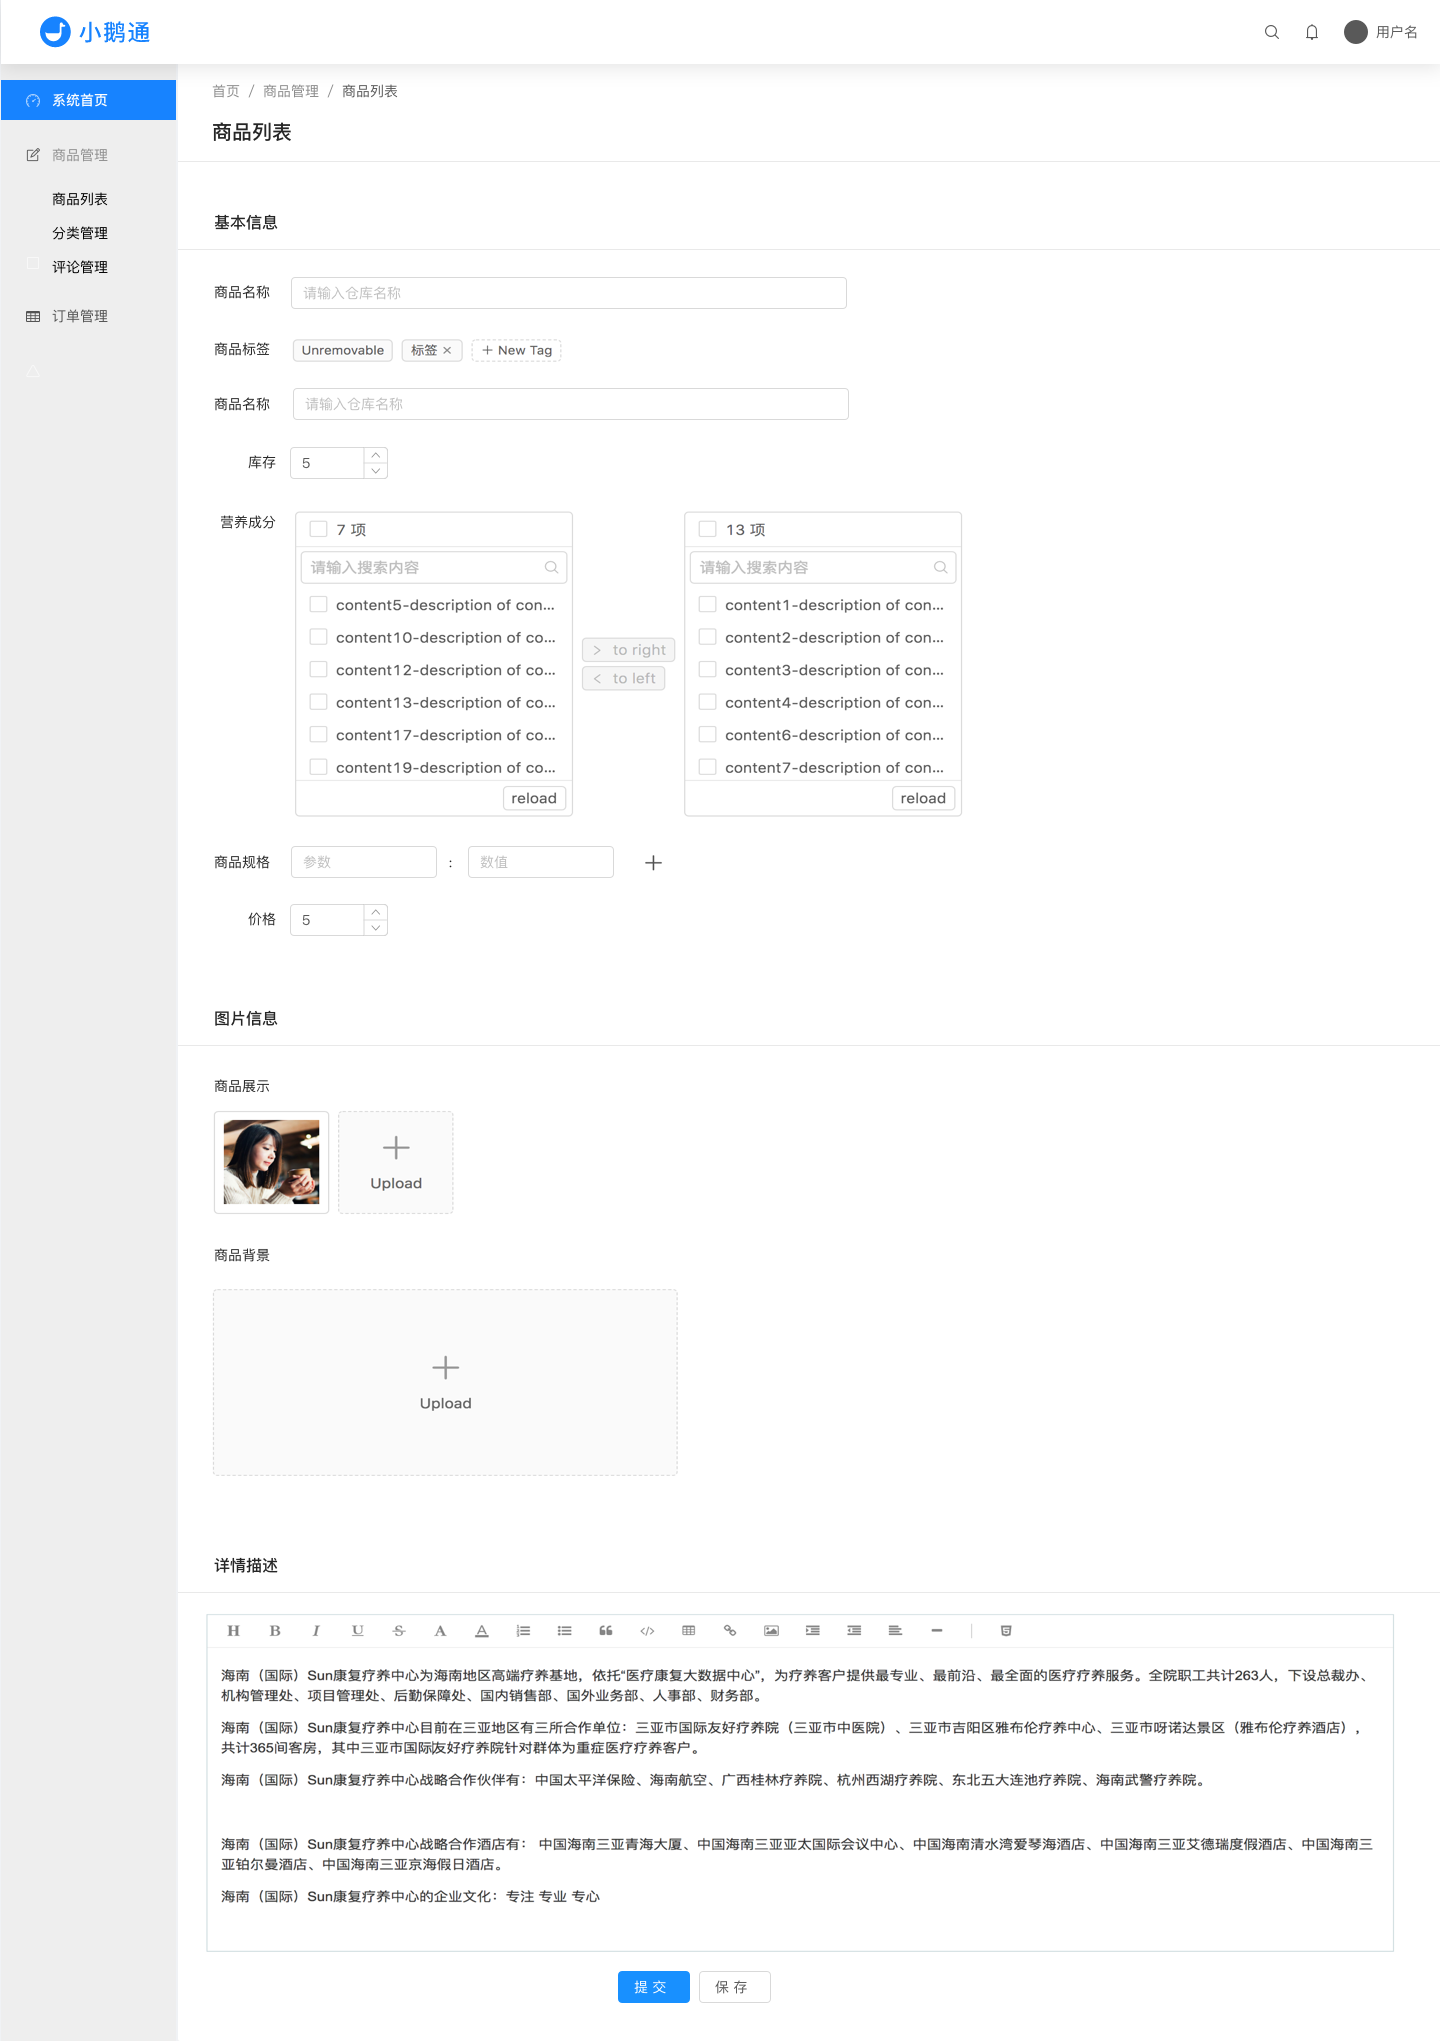 小鹅通
用户名
系统首页
商品管理
商品列表
分类管理
评论管理
订单管理
首页 / 商品管理 / 商品列表
商品列表
基本信息
商品名称 请输入仓库名称
商品标签 Unremovable 标签 × + New Tag
商品名称 请输入仓库名称
库存 5
营养成分
7 项
请输入搜索内容
content5-description of con...
content10-description of co...
content12-description of co...
content13-description of co...
content17-description of co...
content19-description of co...
reload
> to right
< to left
13 项
请输入搜索内容
content1-description of con...
content2-description of con...
content3-description of con...
content4-description of con...
content6-description of con...
content7-description of con...
reload
商品规格 参数 : 数值 +
价格 5
图片信息
商品展示
Upload
商品背景
Upload
详情描述
H B I U S A A
海南（国际）Sun康复疗养中心为海南地区高端疗养基地，依托“医疗康复大数据中心”，为疗养客户提供最专业、最前沿、最全面的医疗疗养服务。全院职工共计263人，下设总裁办、
机构管理处、项目管理处、后勤保障处、国内销售部、国外业务部、人事部、财务部。
海南（国际）Sun康复疗养中心目前在三亚地区有三所合作单位：三亚市国际友好疗养院（三亚市中医院）、三亚市吉阳区雅布伦疗养中心、三亚市呀诺达景区（雅布伦疗养酒店），
共计365间客房，其中三亚市国际友好疗养院针对群体为重症医疗疗养客户。
海南（国际）Sun康复疗养中心战略合作伙伴有：中国太平洋保险、海南航空、广西桂林疗养院、杭州西湖疗养院、东北五大连池疗养院、海南武警疗养院。
海南（国际）Sun康复疗养中心战略合作酒店有： 中国海南三亚青海大厦、中国海南三亚亚太国际会议中心、中国海南清水湾爱琴海酒店、中国海南三亚艾德瑞度假酒店、中国海南三
亚铂尔曼酒店、中国海南三亚京海假日酒店。
海南（国际）Sun康复疗养中心的企业文化：专注 专业 专心
提 交
保 存